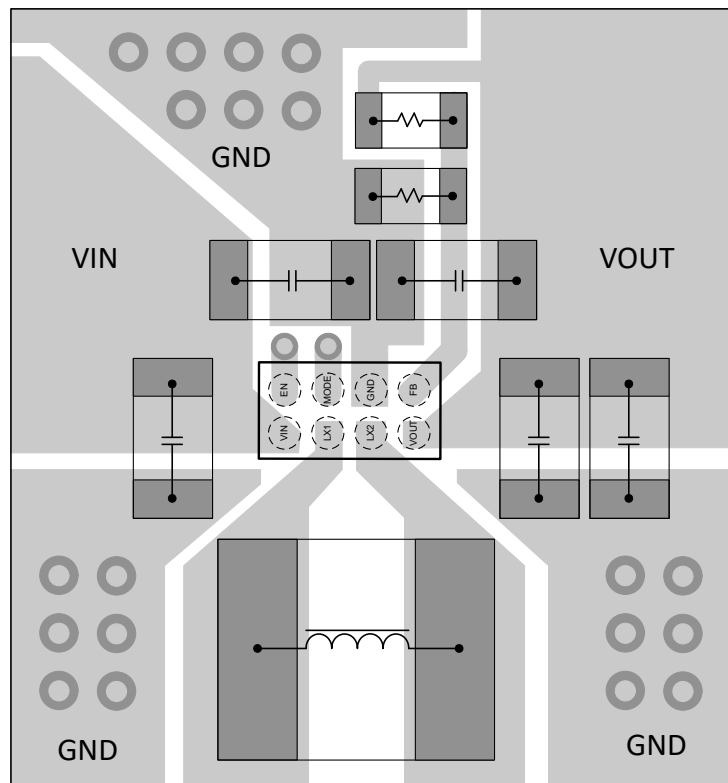 GND
VIN
VOUT
EN
MODE
GND
FB
VIN
LX1
LX2
VOUT
GND
GND